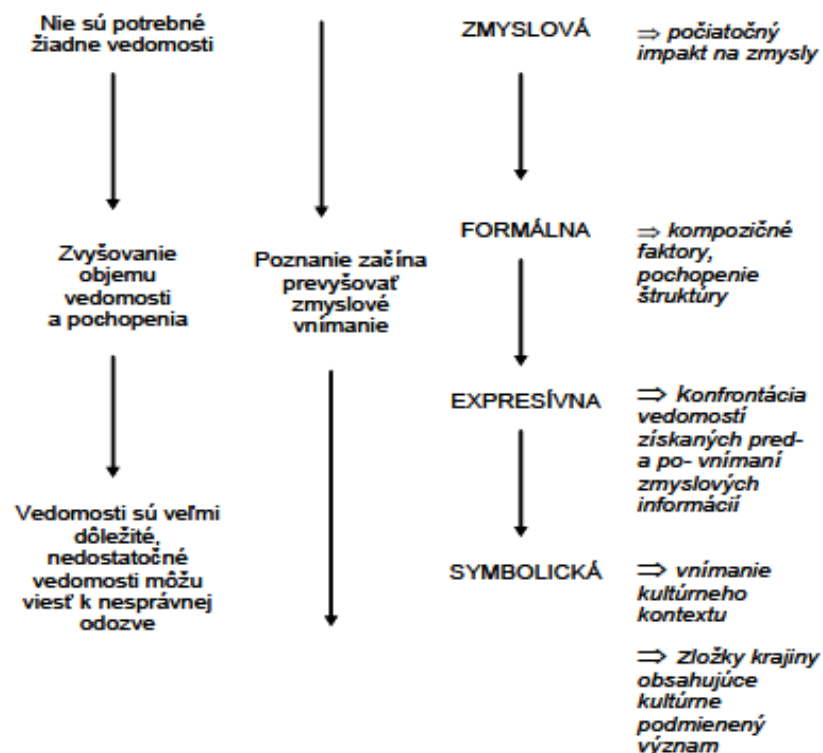 Nie sú potrebné
žiadne vedomosti
Zvyšovanie
objemu
vedomosti
a pochopenia
Vedomosti sú veľmi
dôležité,
nedostatočné
vedomosti môžu
viesť k nesprávnej
odozve
Poznanie začína
prevyšovať
zmyslové
vnímanie
ZMYSLOVÁ
⇒ počiatočný
impakt na zmysly
FORMÁLNA
⇒ kompozičné
faktory,
pochopenie
štruktúry
EXPRESÍVNA
⇒ Konfrontácia
vedomostí
získaných pred-
a po- vnímaní
zmyslových
informácií
SYMBOLICKÁ
⇒ vnímanie
kultúrneho
kontextu
⇒ Zložky krajiny
obsahujúce
kultúrne
podmienený
význam